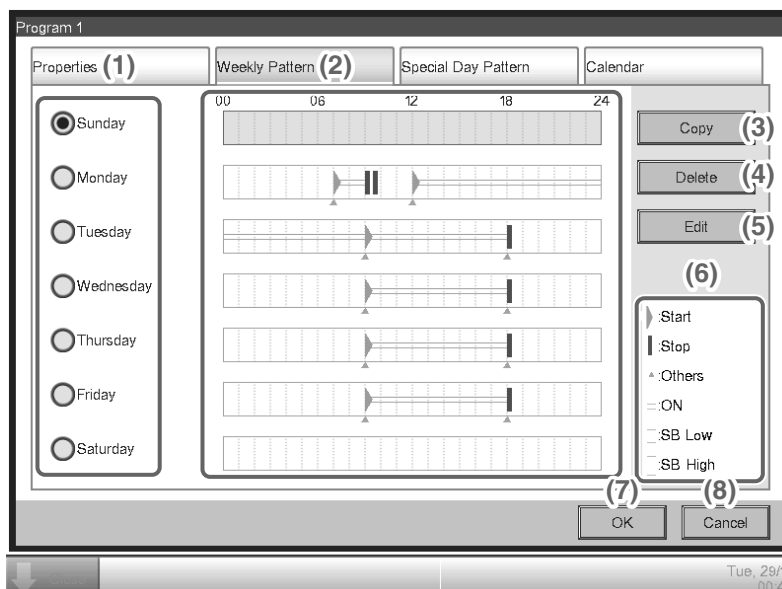 Program 1
Properties (1) Weekly Pattern (2) Special Day Pattern Calendar
00 06 12 18 24
Sunday
Copy (3)
Monday
Delete (4)
Tuesday
Edit (5)
Wednesday
(6)
:Start
Thursday
:Stop
:Others
Friday
:ON
:SB Low
Saturday
:SB High
(7) (8)
OK Cancel
Close
Tue, 29/